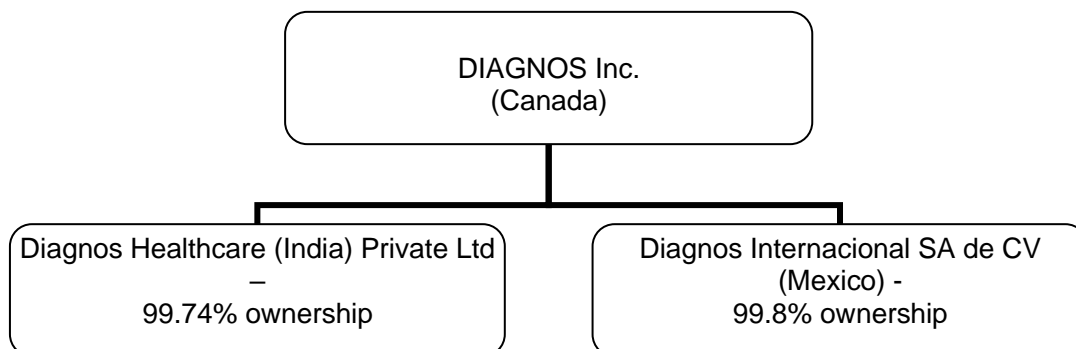 DIAGNOS Inc.
(Canada)
Diagnos Healthcare (India) Private Ltd
–
99.74% ownership
Diagnos Internacional SA de CV
(Mexico) -
99.8% ownership